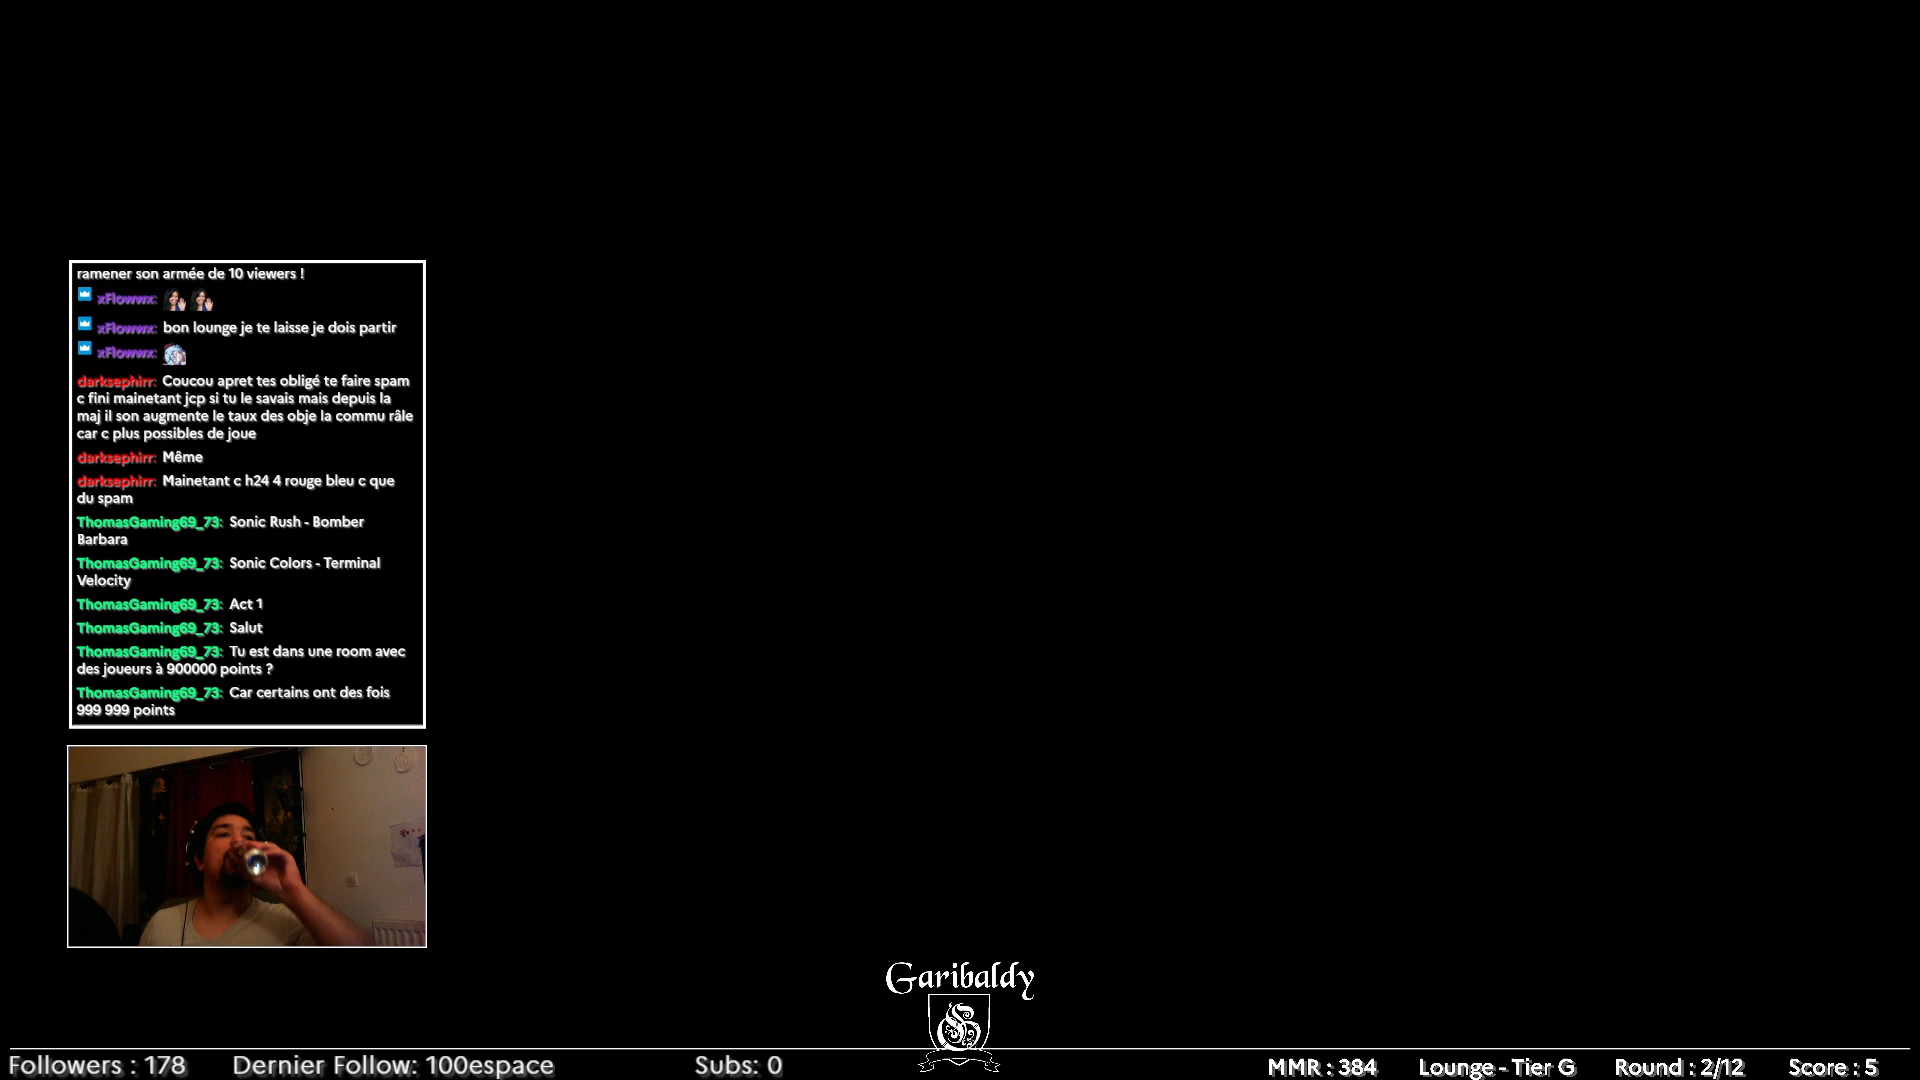 ramener son armée de 10 viewers !
xFlowwx:
xFlowwx: bon lounge je te laisse je dois partir
xFlowwx:
darksephirr: Coucou apret tes obligé te faire spam
c fini mainetant jcp si tu le savais mais depuis la
maj il son augmente le taux des obje la commu râle
car c plus possibles de joue
darksephirr: Même
darksephirr: Mainetant c h24 4 rouge bleu c que
du spam
ThomasGaming69_73: Sonic Rush - Bomber
Barbara
ThomasGaming69_73: Sonic Colors - Terminal
Velocity
ThomasGaming69_73: Act 1
ThomasGaming69_73: Salut
ThomasGaming69_73: Tu est dans une room avec
des joueurs à 900000 points ?
ThomasGaming69_73: Car certains ont des fois
999 999 points
Garibaldy
Followers : 178 Dernier Follow: 100espace Subs: 0 MMR : 384 Lounge - Tier G Round : 2/12 Score : 5